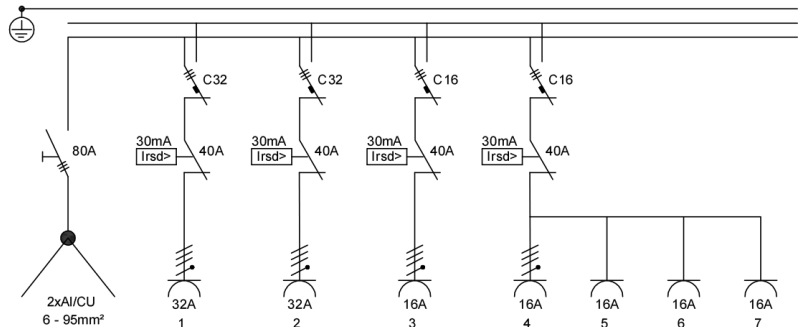 C32 C32 C16 C16
30mA 30mA 30mA 30mA
80A Irsd> 40A Irsd> 40A Irsd> 40A Irsd> 40A
2xAl/CU 32A 32A 16A 16A 16A 16A 16A
6 - 95mm² 1 2 3 4 5 6 7